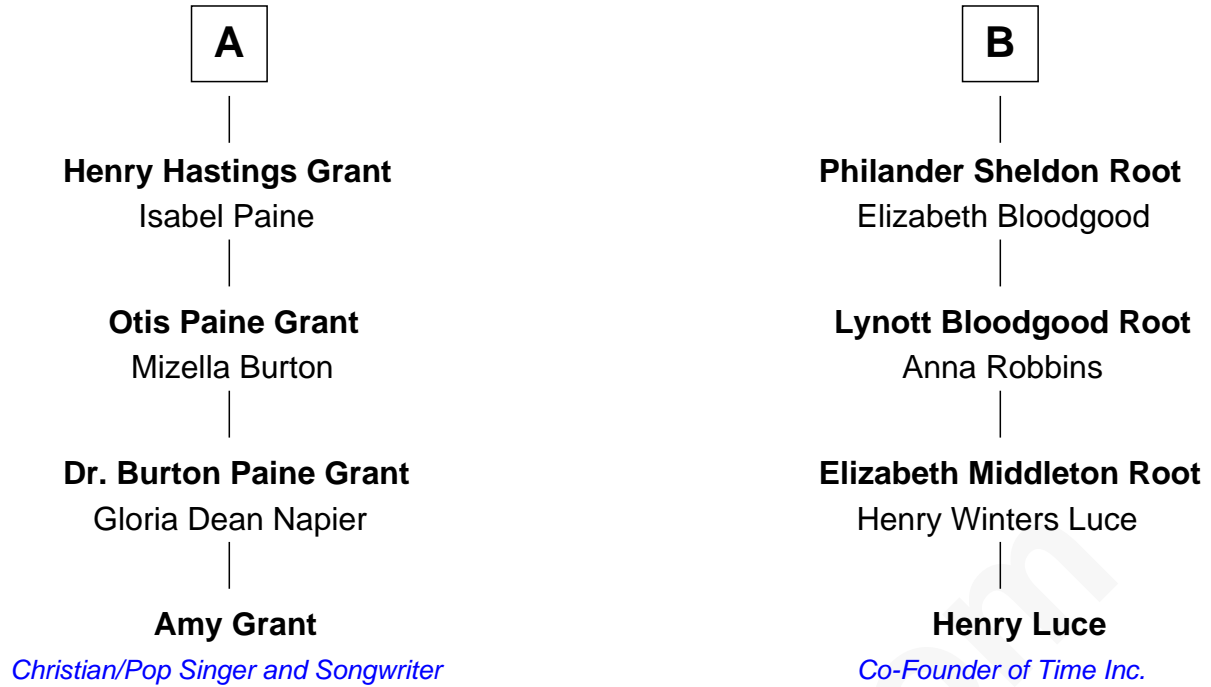 A
Henry Hastings Grant
Isabel Paine
Otis Paine Grant
Mizella Burton
Dr. Burton Paine Grant
Gloria Dean Napier
Amy Grant
Christian/Pop Singer and Songwriter
B
Philander Sheldon Root
Elizabeth Bloodgood
Lynott Bloodgood Root
Anna Robbins
Elizabeth Middleton Root
Henry Winters Luce
Henry Luce
Co-Founder of Time Inc.